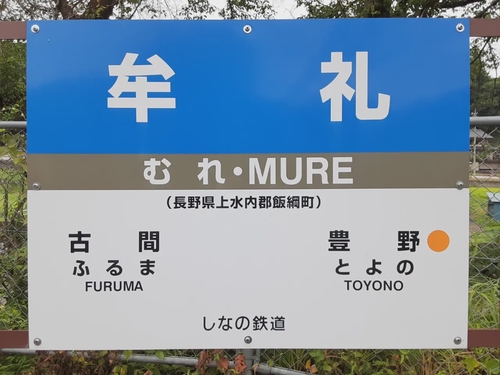 牟礼
むれ・MURE
(長野県上水内郡飯綱町)
古間 豊野
ふるま とよの
FURUMA TOYONO
しなの鉄道